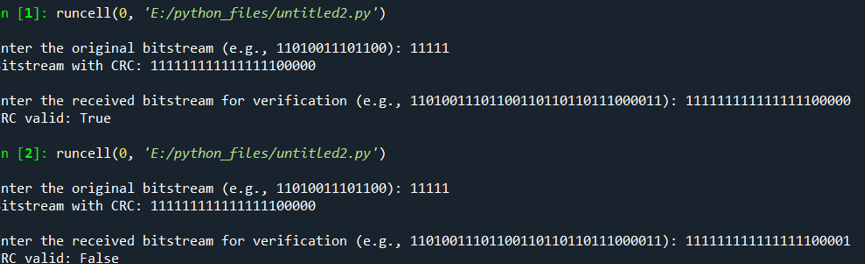 n [1]: runcell(0, 'E:/python_files/untitled2.py')
nter the original bitstream (e.g., 11010011101100): 11111
itstream with CRC: 111111111111111100000
nter the received bitstream for verification (e.g., 11010011101100110110110111000011): 111111111111111100000
RC valid: True
n [2]: runcell(0, 'E:/python_files/untitled2.py')
nter the original bitstream (e.g., 11010011101100): 11111
itstream with CRC: 111111111111111100000
nter the received bitstream for verification (e.g., 11010011101100110110110111000011): 111111111111111100001
RC valid: False